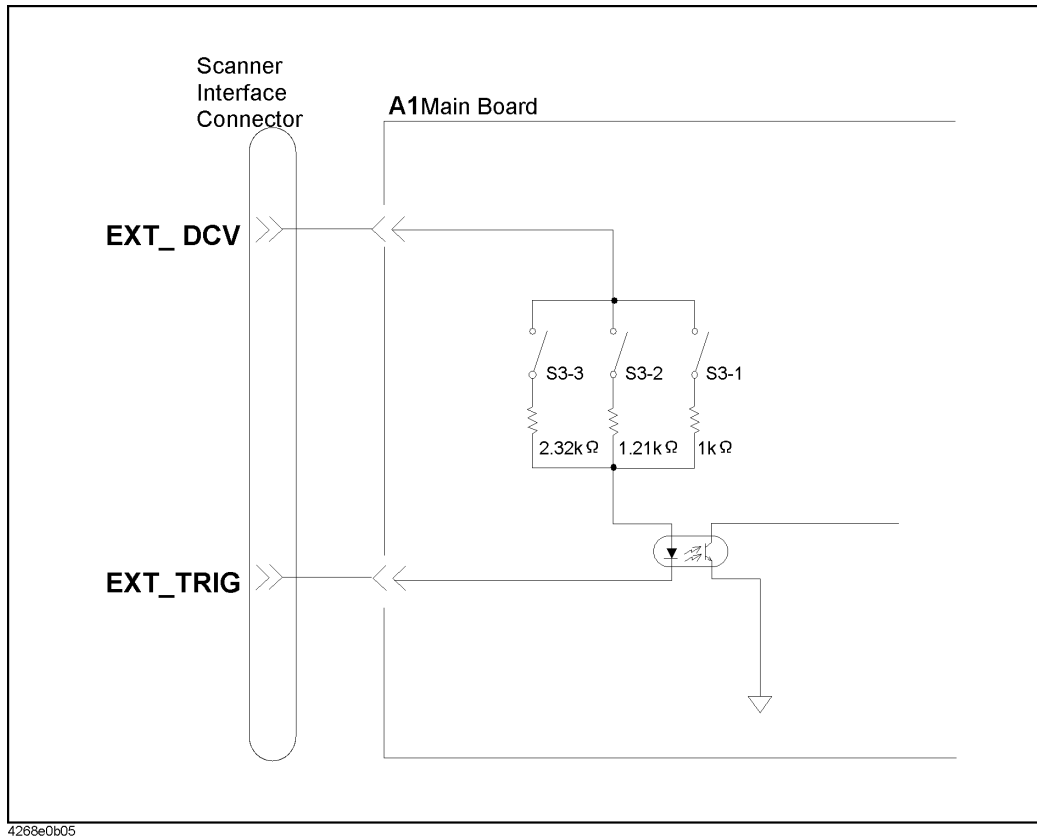 Scanner
Interface
Connector
A1Main Board
EXT_ DCV
S3-3
S3-2
S3-1
2.32kΩ
1.21kΩ
1kΩ
EXT_TRIG
4268e0b05